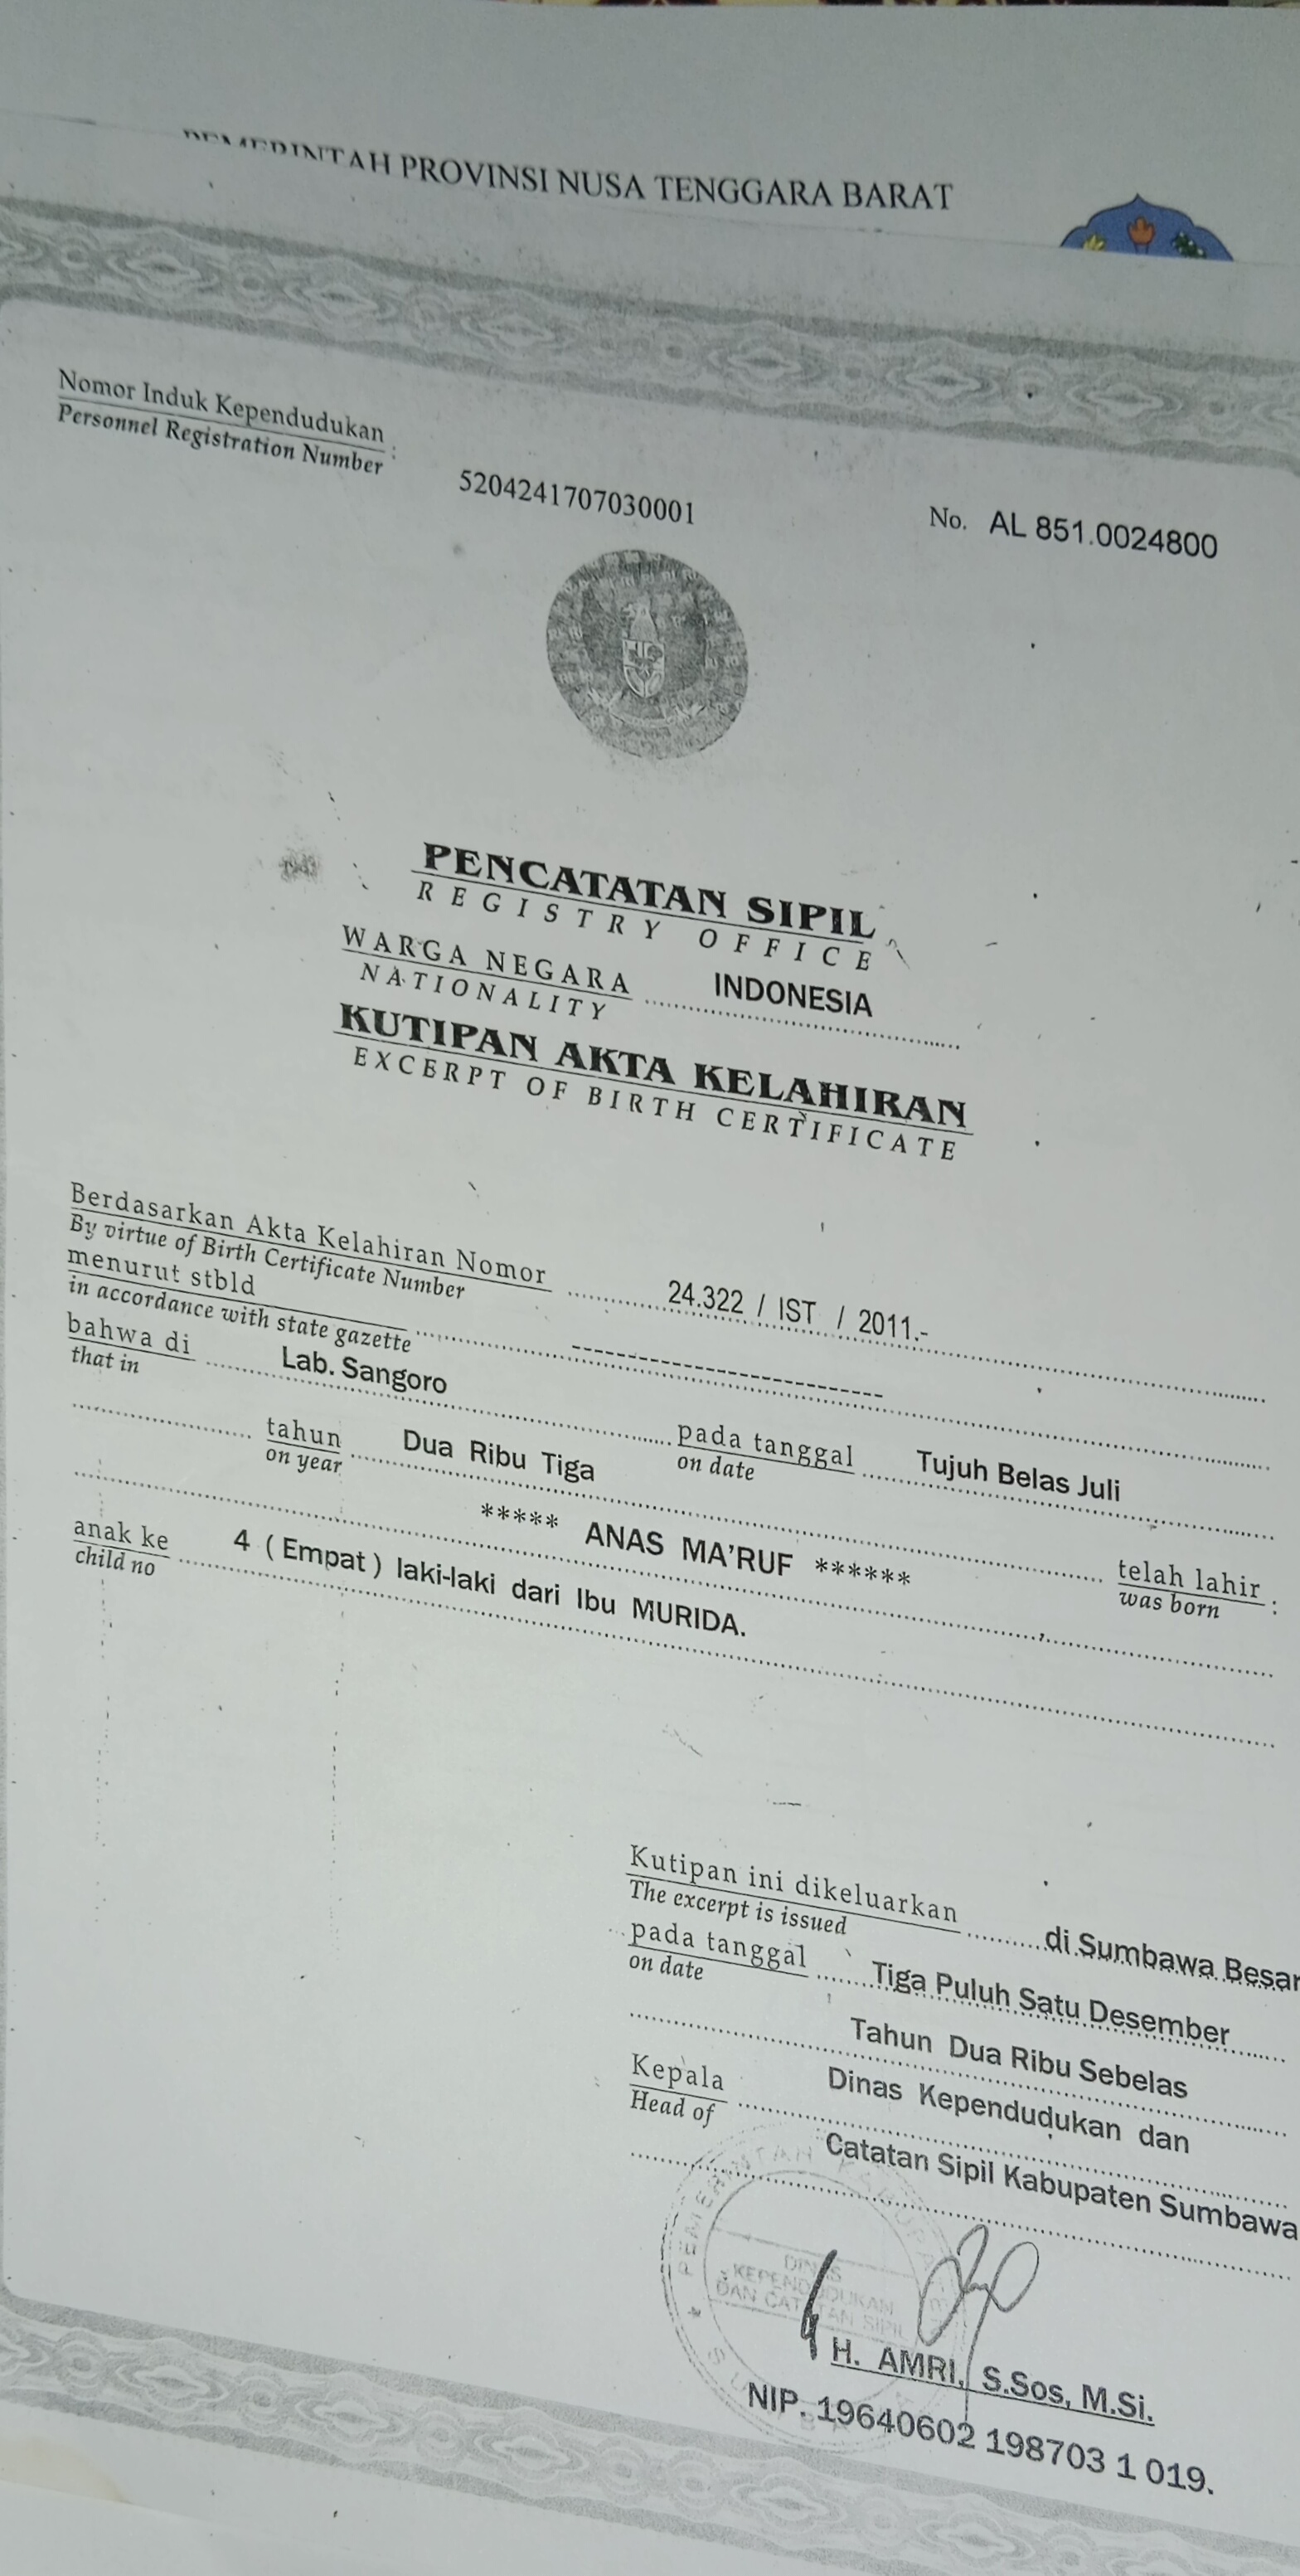 PEMERINTAH PROVINSI NUSA TENGGARA BARAT
Nomor Induk Kependudukan :
Personnel Registration Number
5204241707030001
No. AL 851.0024800
PENCATATAN SIPIL
REGISTRY OFFICE
WARGA NEGARA INDONESIA
NATIONALITY
KUTIPAN AKTA KELAHIRAN
EXCERPT OF BIRTH CERTIFICATE
Berdasarkan Akta Kelahiran Nomor 24.322 / IST / 2011.-
By virtue of Birth Certificate Number
menurut stbld ------------------------------
in accordance with state gazette
bahwa di Lab. Sangoro pada tanggal Tujuh Belas Juli
that in on date
tahun Dua Ribu Tiga telah lahir :
on year was born
***** ANAS MA'RUF ******
anak ke 4 ( Empat ) laki-laki dari Ibu MURIDA.
child no
Kutipan ini dikeluarkan di Sumbawa Besar
The excerpt is issued
pada tanggal Tiga Puluh Satu Desember
on date
Tahun Dua Ribu Sebelas
Kepala Dinas Kependudukan dan
Head of
Catatan Sipil Kabupaten Sumbawa
DINAS
KEPENDUDUKAN
DAN CATATAN SIPIL
H. AMRI, S.Sos, M.Si.
NIP. 19640602 198703 1 019.